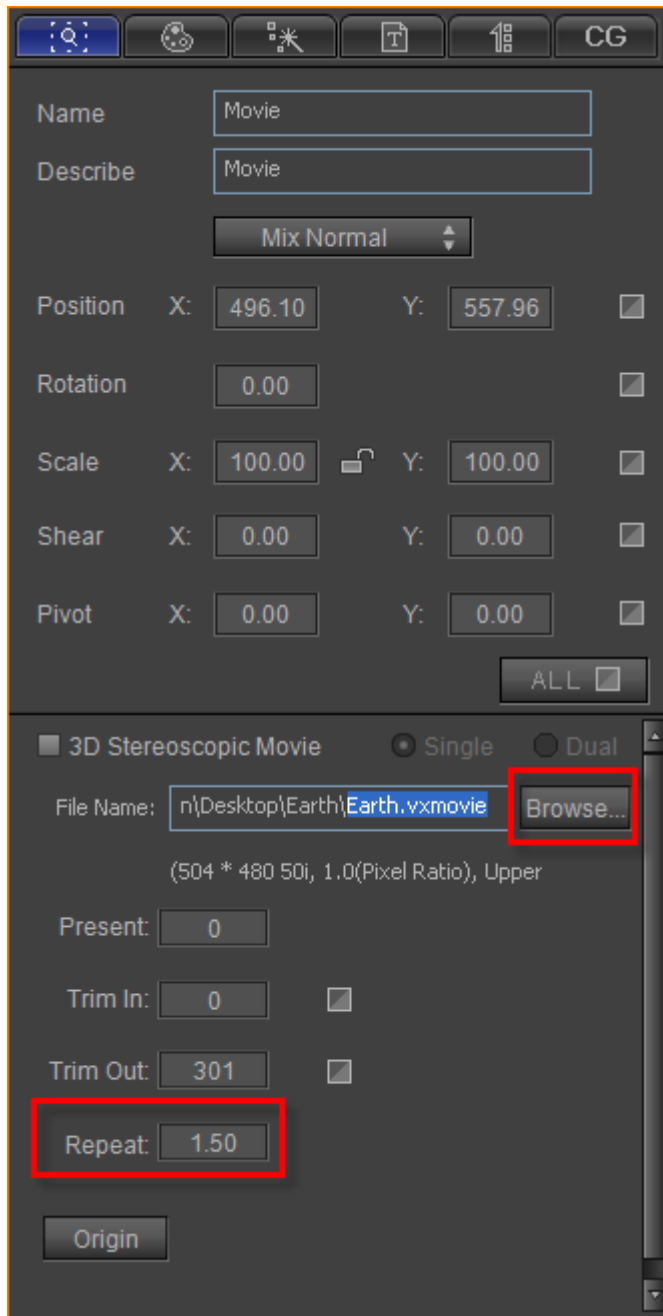 CG
Name Movie
Describe Movie
Mix Normal
Position X: 496.10 Y: 557.96
Rotation 0.00
Scale X: 100.00 Y: 100.00
Shear X: 0.00 Y: 0.00
Pivot X: 0.00 Y: 0.00
ALL
3D Stereoscopic Movie Single Dual
File Name: n\Desktop\Earth\Earth.vxmovie Browse...
(504 * 480 50i, 1.0(Pixel Ratio), Upper
Present: 0
Trim In: 0
Trim Out: 301
Repeat: 1.50
Origin